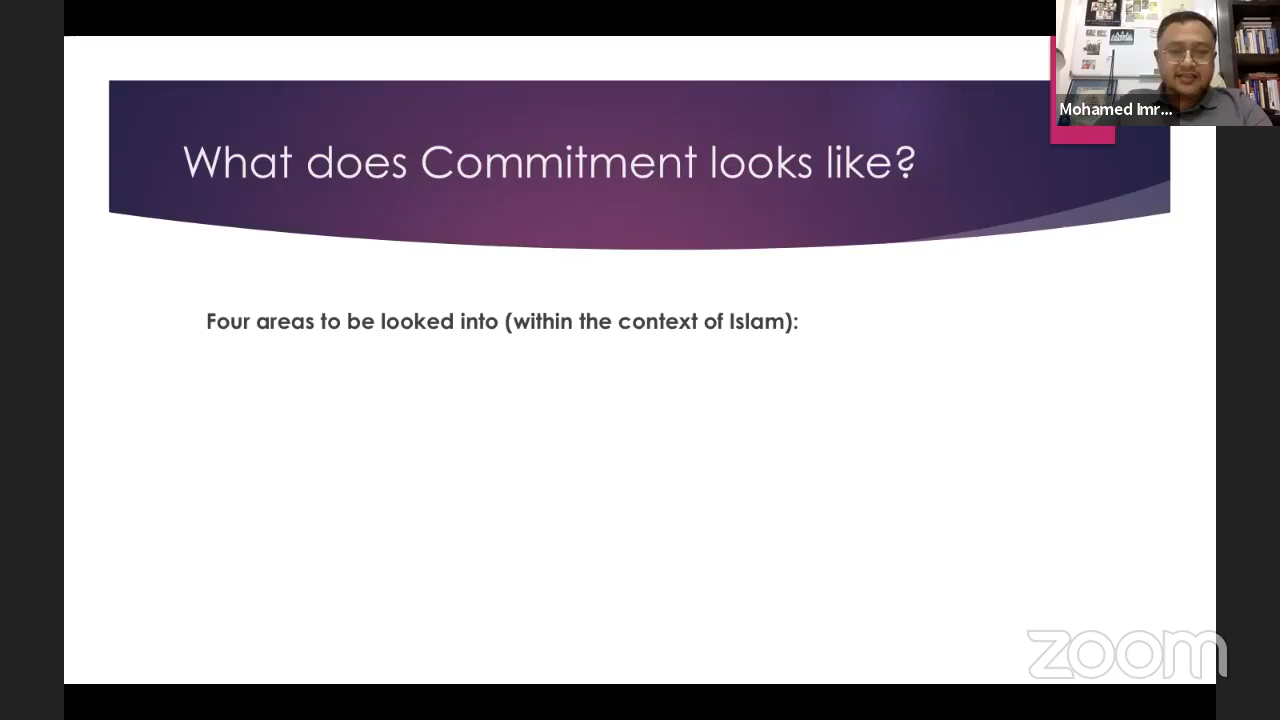 What does Commitment looks like?
Mohamed Imr...
Four areas to be looked into (within the context of Islam):
zoom